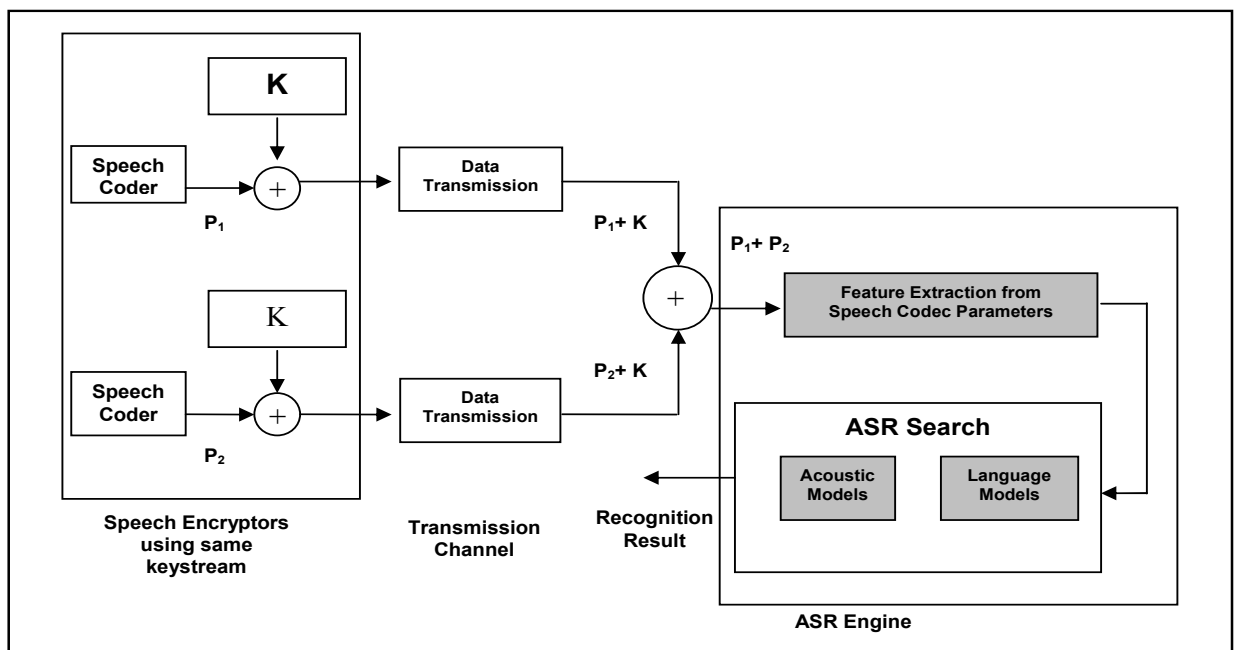 K
Speech
Coder
+
P₁
Data
Transmission
P₁+ K
P₁+ P₂
+
Feature Extraction from
Speech Codec Parameters
K
Speech
Coder
+
P₂
Data
Transmission
P₂+ K
ASR Search
Acoustic
Models
Language
Models
Speech Encryptors
using same
keystream
Transmission
Channel
Recognition
Result
ASR Engine